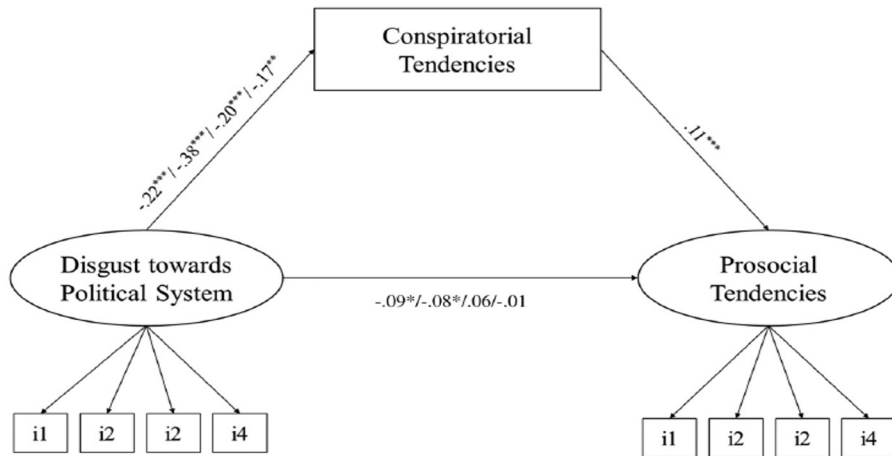 Conspiratorial
Tendencies
-.22***/ -.38***/ -.20***/ -.17**
.11***
Disgust towards
Political System
-.09*/-.08*/.06/-.01
Prosocial
Tendencies
i1 i2 i2 i4
i1 i2 i2 i4